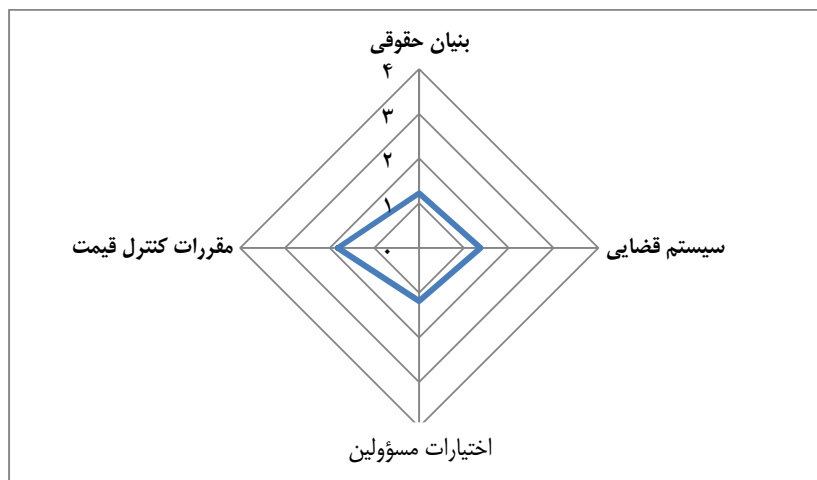 بنیان حقوقی
۴
۳
۲
۱
۰
سیستم قضایی
مقررات کنترل قیمت
اختیارات مسؤولین